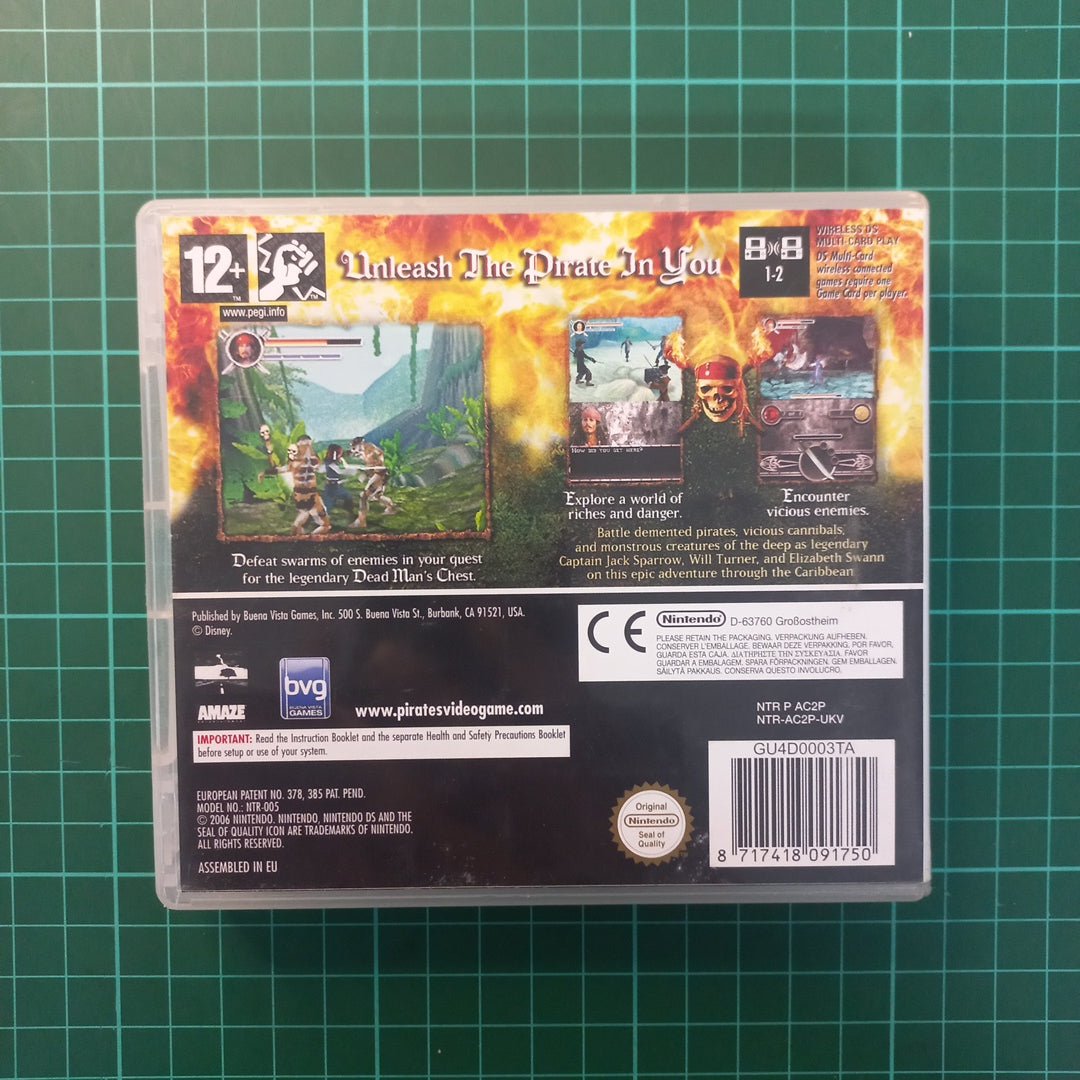 12+
TM
TM
www.pegi.info
Unleash The Pirate In You
1-2
WIRELESS DS
MULTI-CARD PLAY
DS Multi-Card
wireless connected
games require one
Game Card per player.
HOW DID YOU GET HERE?
Defeat swarms of enemies in your quest
for the legendary Dead Man's Chest.
Explore a world of
riches and danger.
Encounter
vicious enemies.
Battle demented pirates, vicious cannibals,
and monstrous creatures of the deep as legendary
Captain Jack Sparrow, Will Turner, and Elizabeth Swann
on this epic adventure through the Caribbean
Published by Buena Vista Games, Inc. 500 S. Buena Vista St., Burbank, CA 91521, USA.
© Disney.
AMAZE
ENTERTAINMENT
bvg
BUENA VISTA
GAMES
www.piratesvideogame.com
IMPORTANT: Read the Instruction Booklet and the separate Health and Safety Precautions Booklet
before setup or use of your system.
CE
Nintendo D-63760 Großostheim
PLEASE RETAIN THE PACKAGING. VERPACKUNG AUFHEBEN.
CONSERVER L'EMBALLAGE. BEWAAR DEZE VERPAKKING. POR FAVOR,
GUARDA ESTA CAJA. ΔΙΑΤΗΡΗΣΤΕ ΤΗΝ ΣΥΣΚΕΥΑΣΙΑ. FAVOR
GUARDAR A EMBALAGEM. SPARA FÖRPACKNINGEN. GEM EMBALLAGEN.
SÄILYTÄ PAKKAUS. CONSERVA QUESTO INVOLUCRO.
NTR P AC2P
NTR-AC2P-UKV
GU4D0003TA
8 717418 091750
EUROPEAN PATENT NO. 378, 385 PAT. PEND.
MODEL NO.: NTR-005
© 2006 NINTENDO. NINTENDO, NINTENDO DS AND THE
SEAL OF QUALITY ICON ARE TRADEMARKS OF NINTENDO.
ALL RIGHTS RESERVED.
ASSEMBLED IN EU
Original
Nintendo
Seal of
Quality